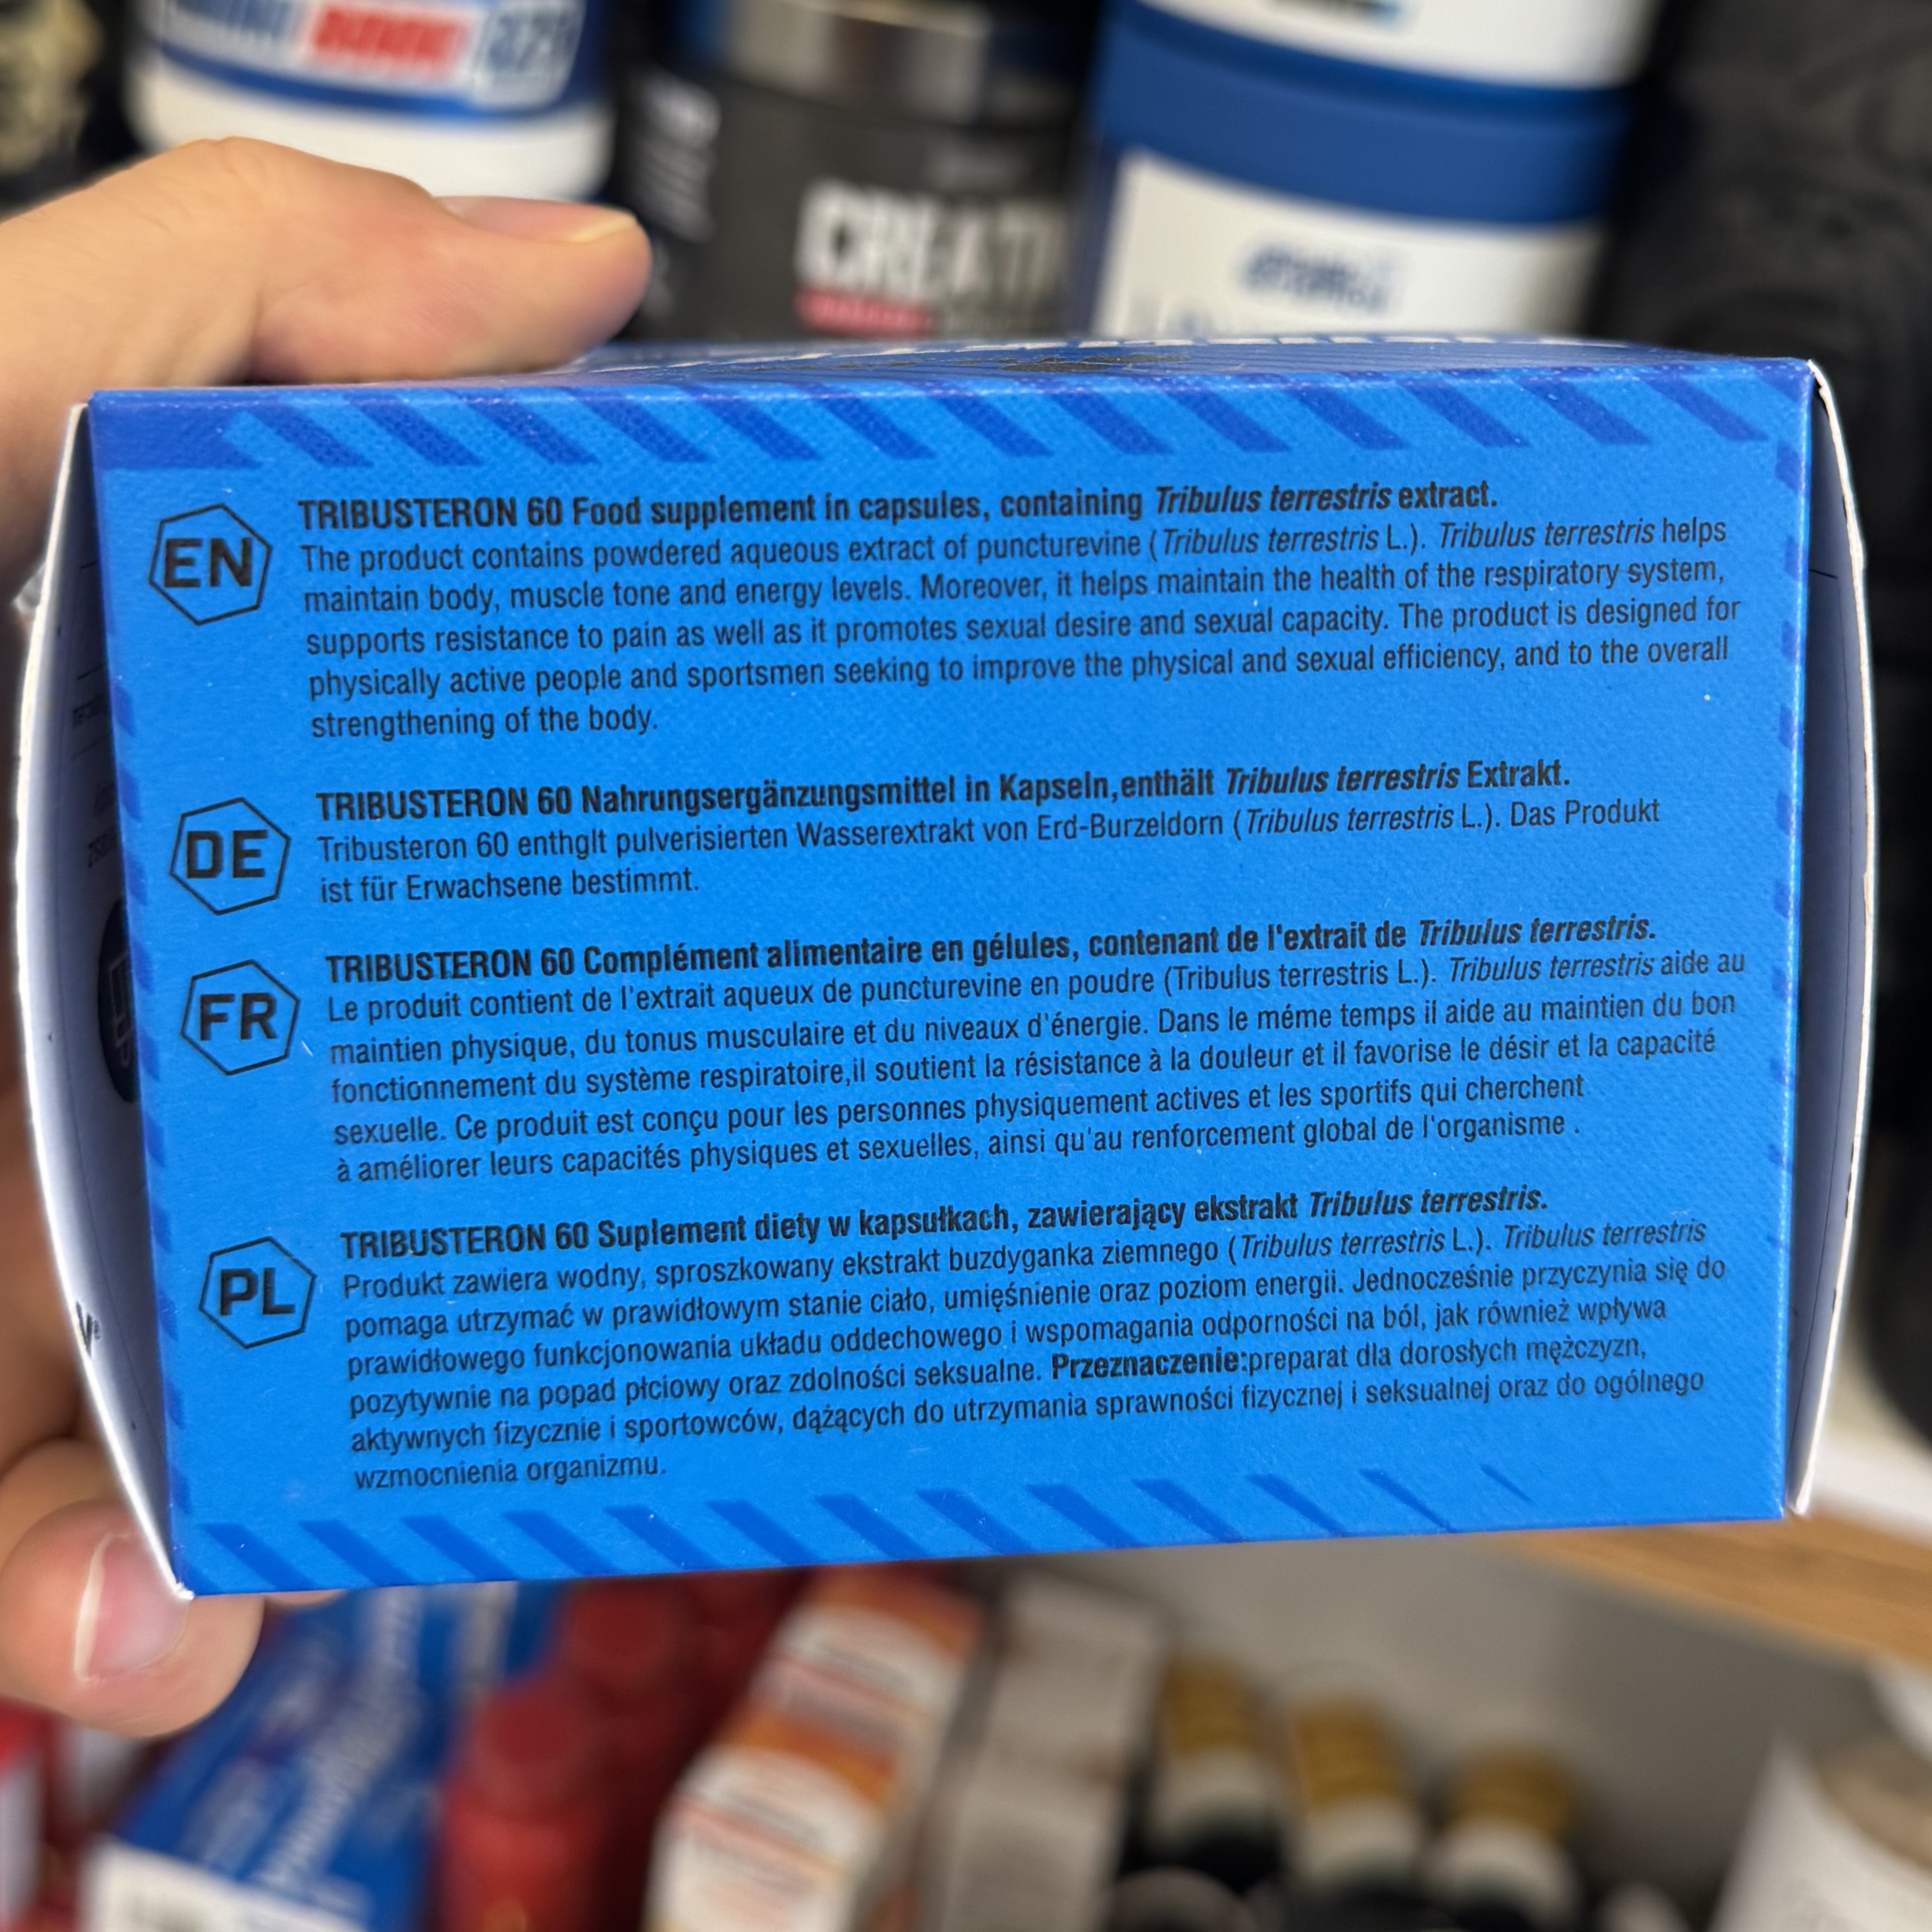 CREATI
EN
TRIBUSTERON 60 Food supplement in capsules, containing Tribulus terrestris extract.
The product contains powdered aqueous extract of puncturevine (Tribulus terrestris L.). Tribulus terrestris helps
maintain body, muscle tone and energy levels. Moreover, it helps maintain the health of the respiratory system,
supports resistance to pain as well as it promotes sexual desire and sexual capacity. The product is designed for
physically active people and sportsmen seeking to improve the physical and sexual efficiency, and to the overall
strengthening of the body.
DE
TRIBUSTERON 60 Nahrungsergänzungsmittel in Kapseln,enthält Tribulus terrestris Extrakt.
Tribusteron 60 enthglt pulverisierten Wasserextrakt von Erd-Burzeldorn (Tribulus terrestris L.). Das Produkt
ist für Erwachsene bestimmt.
FR
TRIBUSTERON 60 Complément alimentaire en gélules, contenant de l'extrait de Tribulus terrestris.
Le produit contient de l'extrait aqueux de puncturevine en poudre (Tribulus terrestris L.). Tribulus terrestris aide au
maintien physique, du tonus musculaire et du niveaux d'énergie. Dans le méme temps il aide au maintien du bon
fonctionnement du système respiratoire,il soutient la résistance à la douleur et il favorise le désir et la capacité
sexuelle. Ce produit est conçu pour les personnes physiquement actives et les sportifs qui cherchent
à améliorer leurs capacités physiques et sexuelles, ainsi qu'au renforcement global de l'organisme .
PL
TRIBUSTERON 60 Suplement diety w kapsułkach, zawierający ekstrakt Tribulus terrestris.
Produkt zawiera wodny, sproszkowany ekstrakt buzdyganka ziemnego (Tribulus terrestris L.). Tribulus terrestris
pomaga utrzymać w prawidłowym stanie ciało, umięśnienie oraz poziom energii. Jednocześnie przyczynia się do
prawidłowego funkcjonowania układu oddechowego i wspomagania odporności na ból, jak również wpływa
pozytywnie na popęd płciowy oraz zdolności seksualne. Przeznaczenie:preparat dla dorosłych mężczyzn,
aktywnych fizycznie i sportowców, dążących do utrzymania sprawności fizycznej i seksualnej oraz do ogólnego
wzmocnienia organizmu.